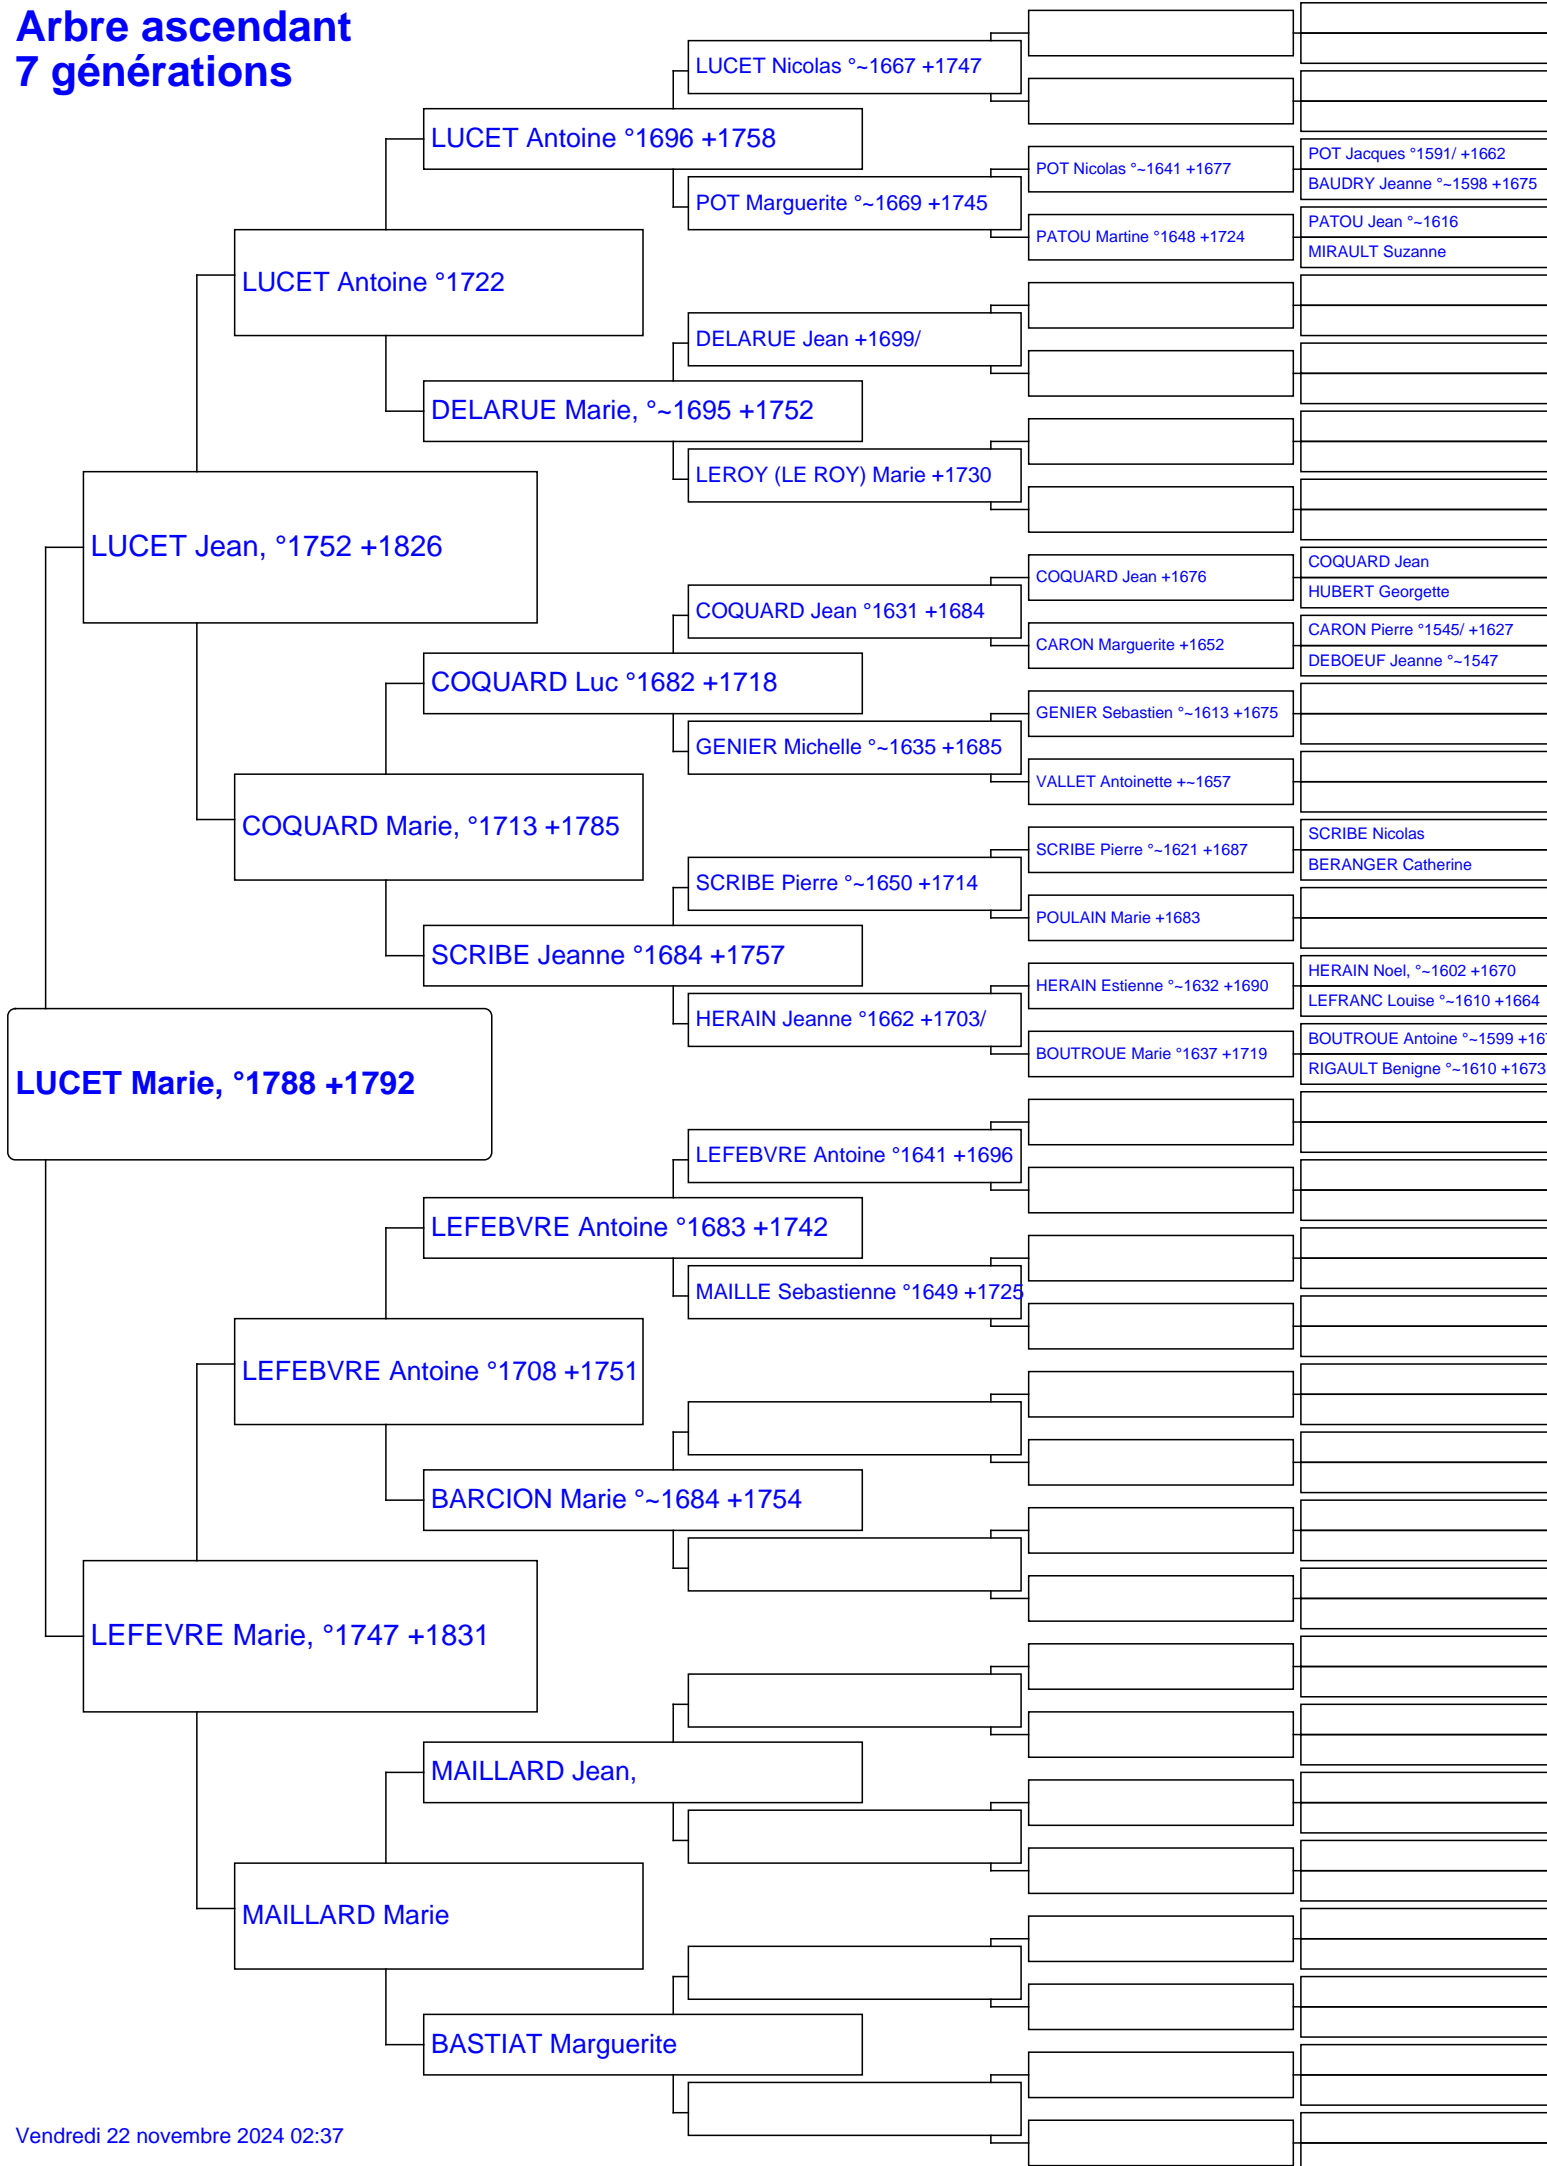 Arbre ascendant
7 générations
LUCET Nicolas °~1667 +1747
LUCET Antoine °1696 +1758
POT Jacques °1591/ +1662
POT Nicolas °~1641 +1677
BAUDRY Jeanne °~1598 +1675
POT Marguerite °~1669 +1745
PATOU Jean °~1616
PATOU Martine °1648 +1724
MIRAULT Suzanne
LUCET Antoine °1722
DELARUE Jean +1699/
DELARUE Marie, °~1695 +1752
LEROY (LE ROY) Marie +1730
LUCET Jean, °1752 +1826
COQUARD Jean
COQUARD Jean +1676
HUBERT Georgette
COQUARD Jean °1631 +1684
CARON Pierre °1545/ +1627
CARON Marguerite +1652
DEBOEUF Jeanne °~1547
COQUARD Luc °1682 +1718
GENIER Sebastien °~1613 +1675
GENIER Michelle °~1635 +1685
VALLET Antoinette +~1657
COQUARD Marie, °1713 +1785
SCRIBE Nicolas
SCRIBE Pierre °~1621 +1687
BERANGER Catherine
SCRIBE Pierre °~1650 +1714
POULAIN Marie +1683
SCRIBE Jeanne °1684 +1757
HERAIN Noel, °~1602 +1670
HERAIN Estienne °~1632 +1690
LEFRANC Louise °~1610 +1664
HERAIN Jeanne °1662 +1703/
BOUTROUE Antoine °~1599
BOUTROUE Marie °1637 +1719
RIGAULT Benigne °~1610 +1673
LUCET Marie, °1788 +1792
LEFEBVRE Antoine °1641 +1696
LEFEBVRE Antoine °1683 +1742
MAILLE Sebastienne °1649 +1725
LEFEBVRE Antoine °1708 +1751
BARCION Marie °~1684 +1754
LEFEVRE Marie, °1747 +1831
MAILLARD Jean,
MAILLARD Marie
BASTIAT Marguerite
Vendredi 22 novembre 2024 02:37